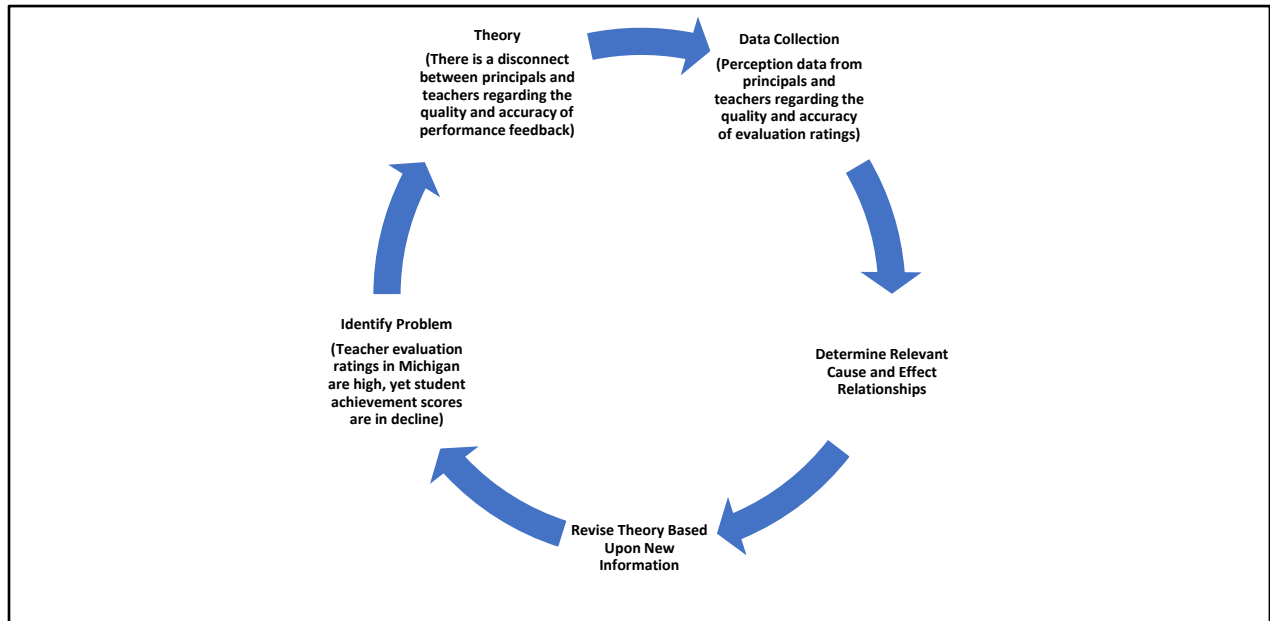 Theory
(There is a disconnect
between principals and
teachers regarding the
quality and accuracy of
performance feedback)
Data Collection
(Perception data from
principals and
teachers regarding the
quality and accuracy
of evaluation ratings)
Determine Relevant
Cause and Effect
Relationships
Revise Theory Based
Upon New
Information
Identify Problem
(Teacher evaluation
ratings in Michigan
are high, yet student
achievement scores
are in decline)